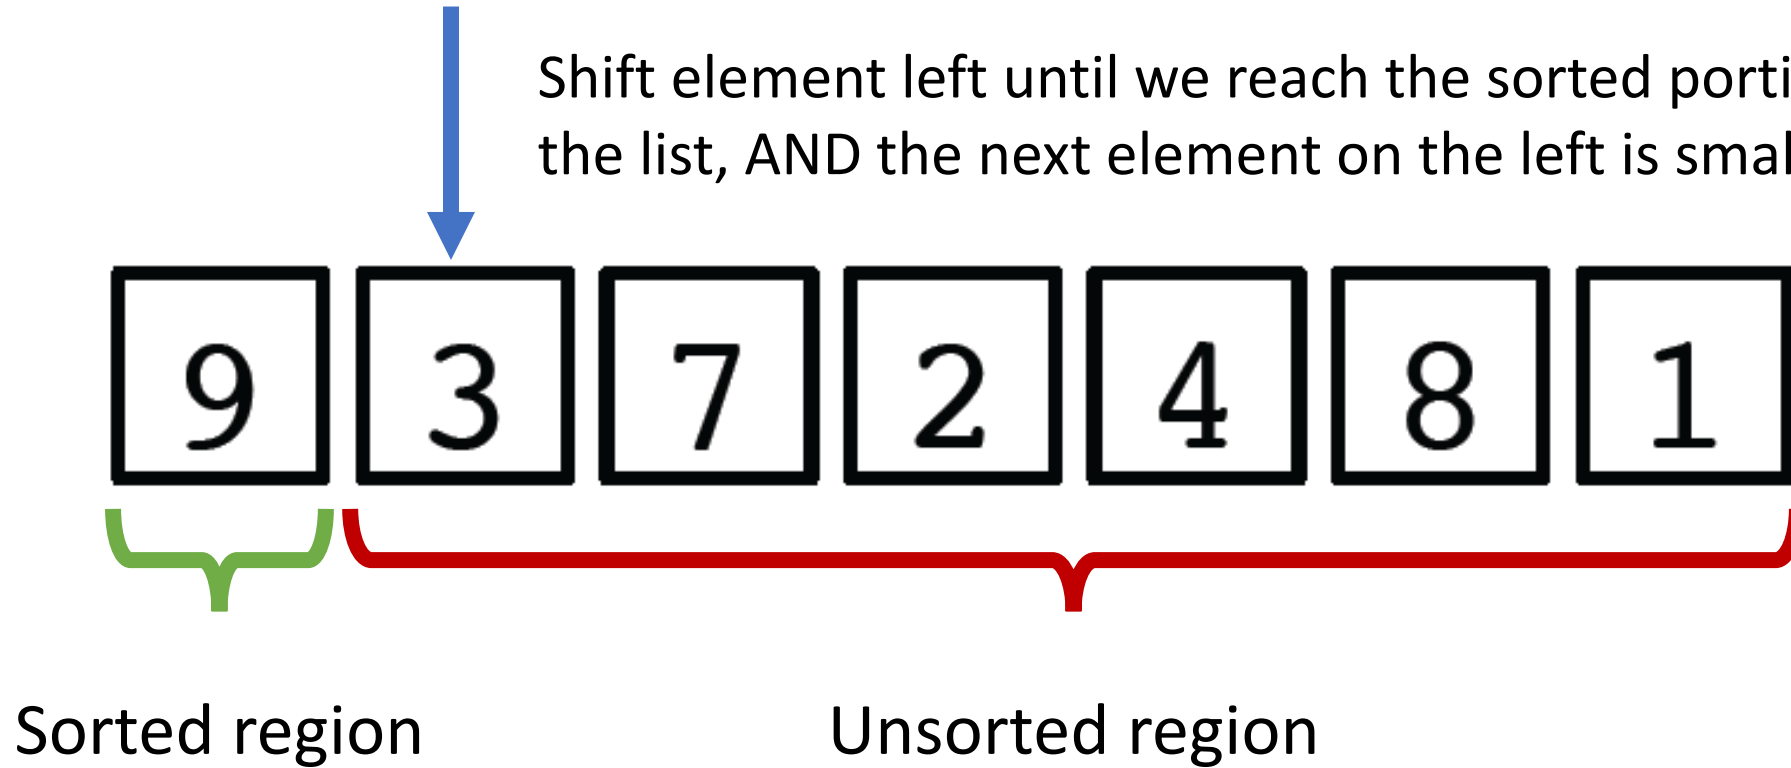 Shift element left until we reach the sorted porti
the list, AND the next element on the left is smal
9 3 7 2 4 8 1
Sorted region Unsorted region